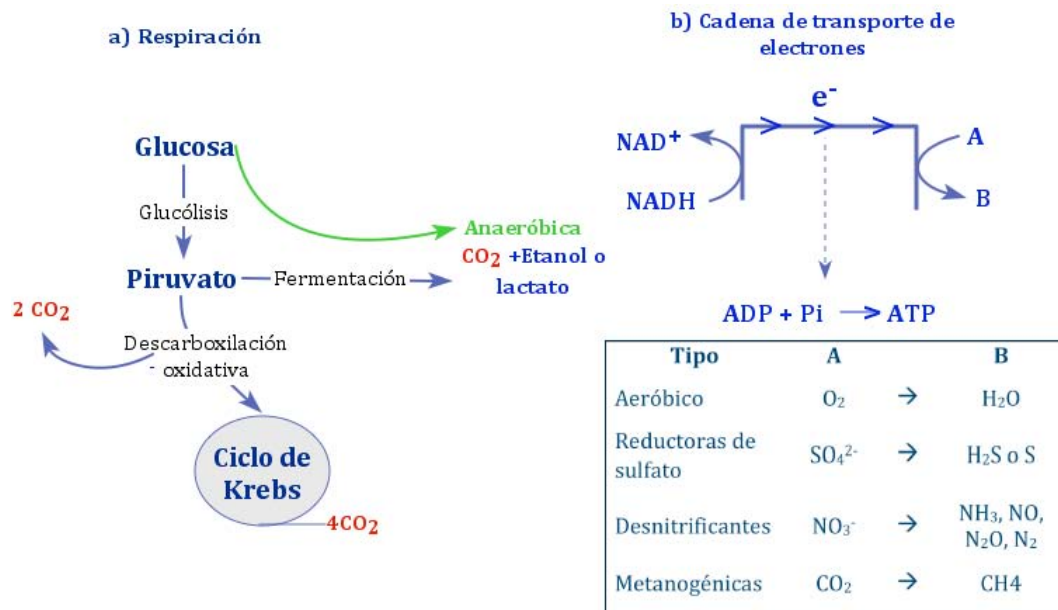 a) Respiración
Glucosa
Glucólisis
Anaeróbica
Piruvato
Fermentación
CO₂ +Etanol o
lactato
2 CO₂
Descarboxilación
oxidativa
Ciclo de
Krebs
4CO₂
b) Cadena de transporte de
electrones
e⁻
NAD⁺
A
NADH
B
ADP + Pi → ATP
Tipo A B
Aeróbico O₂ → H₂O
Reductoras de
sulfato SO₄²⁻ → H₂S o S
Desnitrificantes NO₃⁻ → NH₃, NO,
N₂O, N₂
Metanogénicas CO₂ → CH4